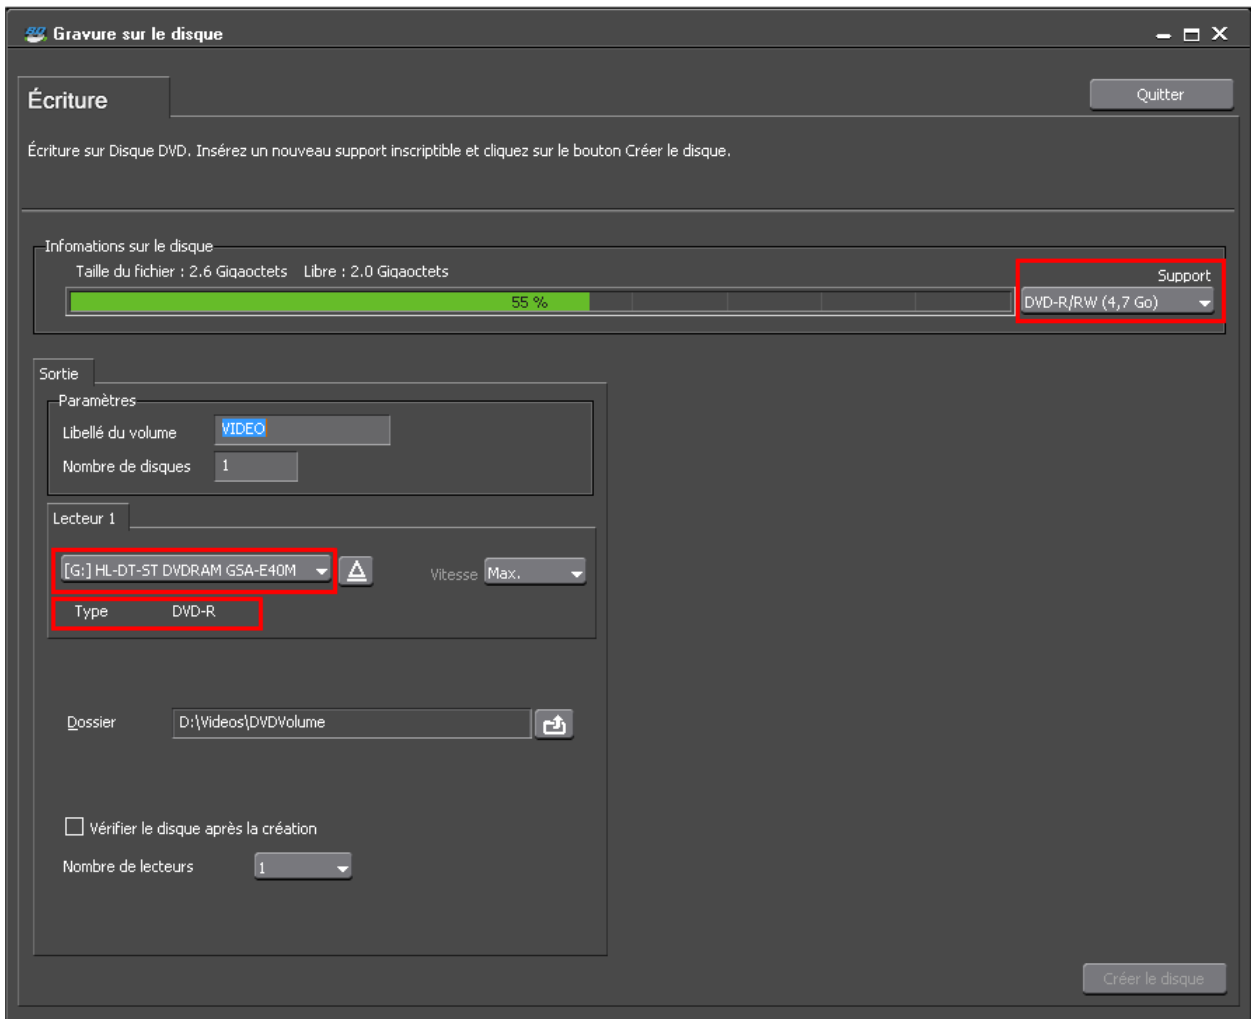 Gravure sur le disque
Écriture
Quitter
Écriture sur Disque DVD. Insérez un nouveau support inscriptible et cliquez sur le bouton Créer le disque.
Infomations sur le disque
Taille du fichier : 2.6 Gigaoctets Libre : 2.0 Gigaoctets
Support
55 %
DVD-R/RW (4,7 Go)
Sortie
Paramètres
Libellé du volume VIDEO
Nombre de disques 1
Lecteur 1
[G:] HL-DT-ST DVDRAM GSA-E40M Vitesse Max.
Type DVD-R
Dossier D:\Videos\DVDVolume
Vérifier le disque après la création
Nombre de lecteurs 1
Créer le disque